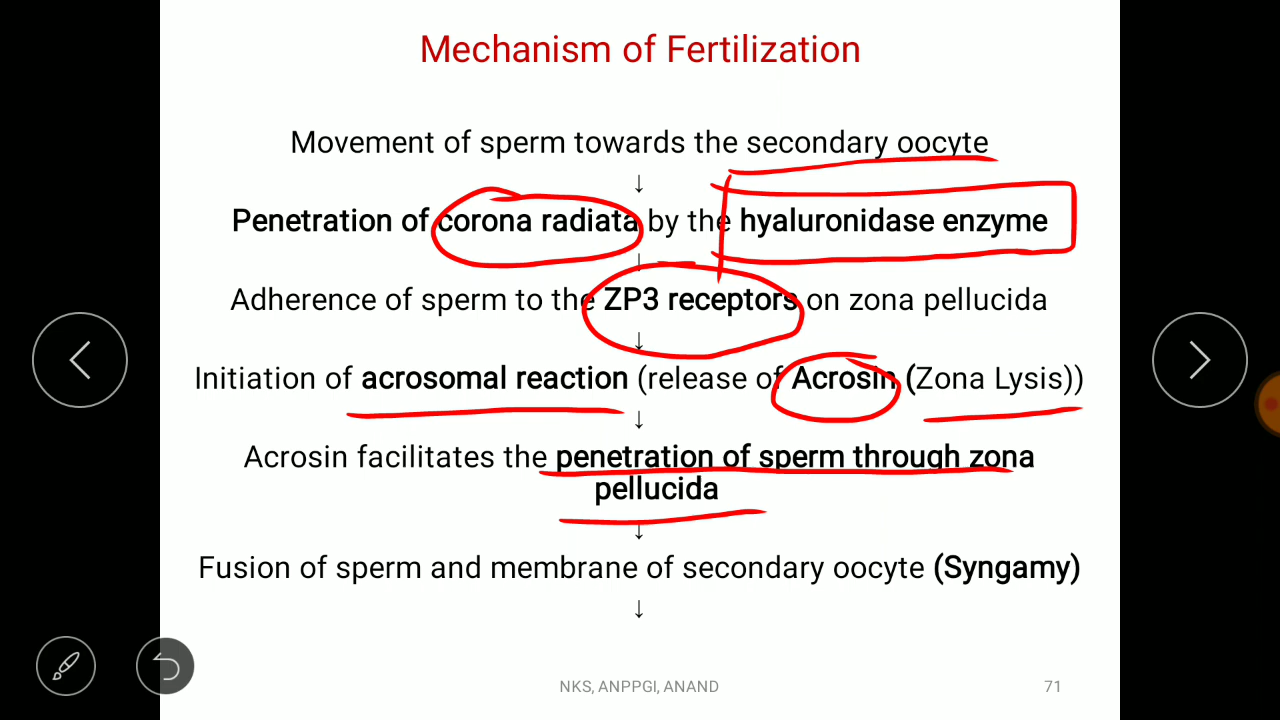 Mechanism of Fertilization
Movement of sperm towards the secondary oocyte
↓
Penetration of corona radiata by the hyaluronidase enzyme
↓
Adherence of sperm to the ZP3 receptors on zona pellucida
↓
Initiation of acrosomal reaction (release of Acrosin (Zona Lysis))
↓
Acrosin facilitates the penetration of sperm through zona
pellucida
↓
Fusion of sperm and membrane of secondary oocyte (Syngamy)
↓
NKS, ANPPGI, ANAND
71